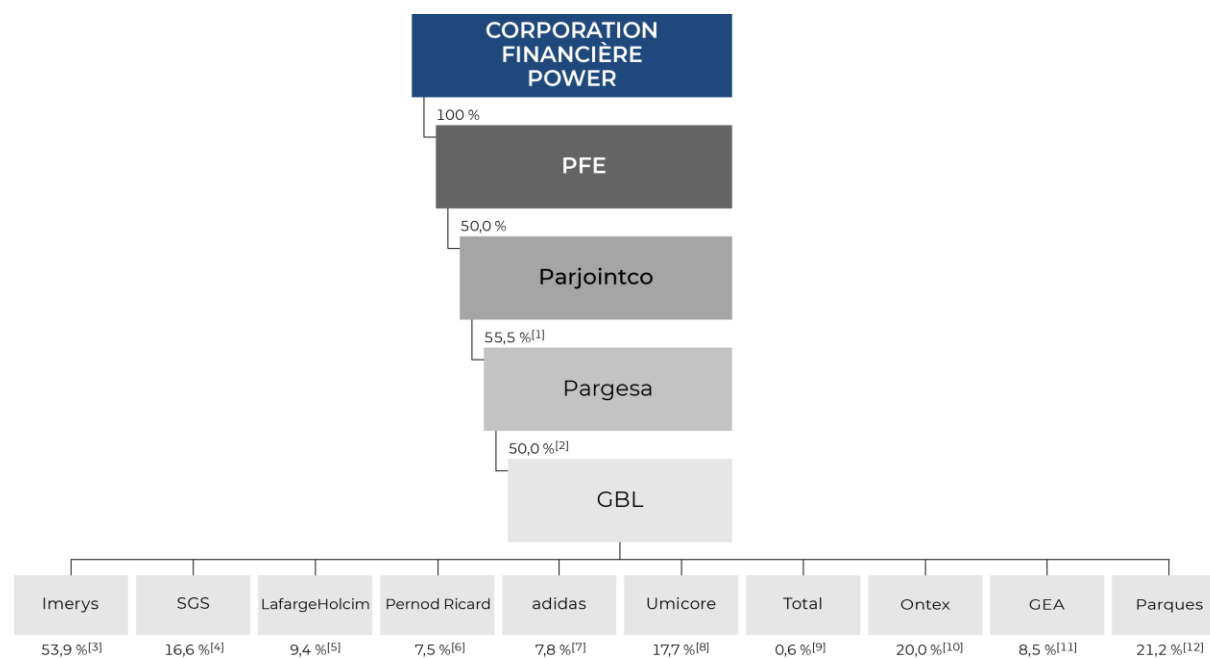 CORPORATION
FINANCIÈRE
POWER
100 %
PFE
50,0 %
Parjointco
55,5 %[1]
Pargesa
50,0 %[2]
GBL
Imerys SGS LafargeHolcim Pernod Ricard adidas Umicore Total Ontex GEA Parques
53,9 %[3] 16,6 %[4] 9,4 %[5] 7,5 %[6] 7,8 %[7] 17,7 %[8] 0,6 %[9] 20,0 %[10] 8,5 %[11] 21,2 %[12]